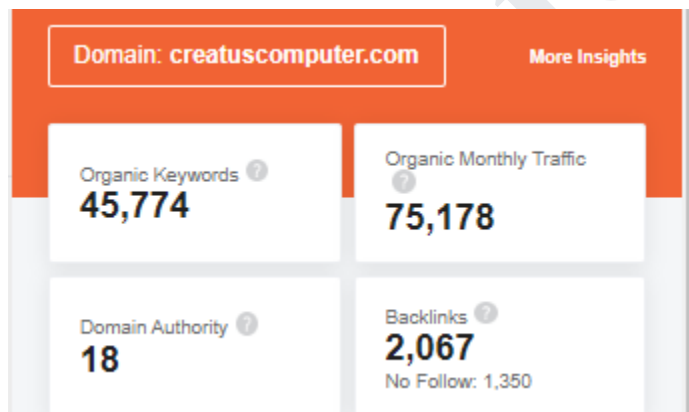 Domain: creatuscomputer.com
More Insights
Organic Keywords ?
45,774
Organic Monthly Traffic
?
75,178
Domain Authority ?
18
Backlinks ?
2,067
No Follow: 1,350